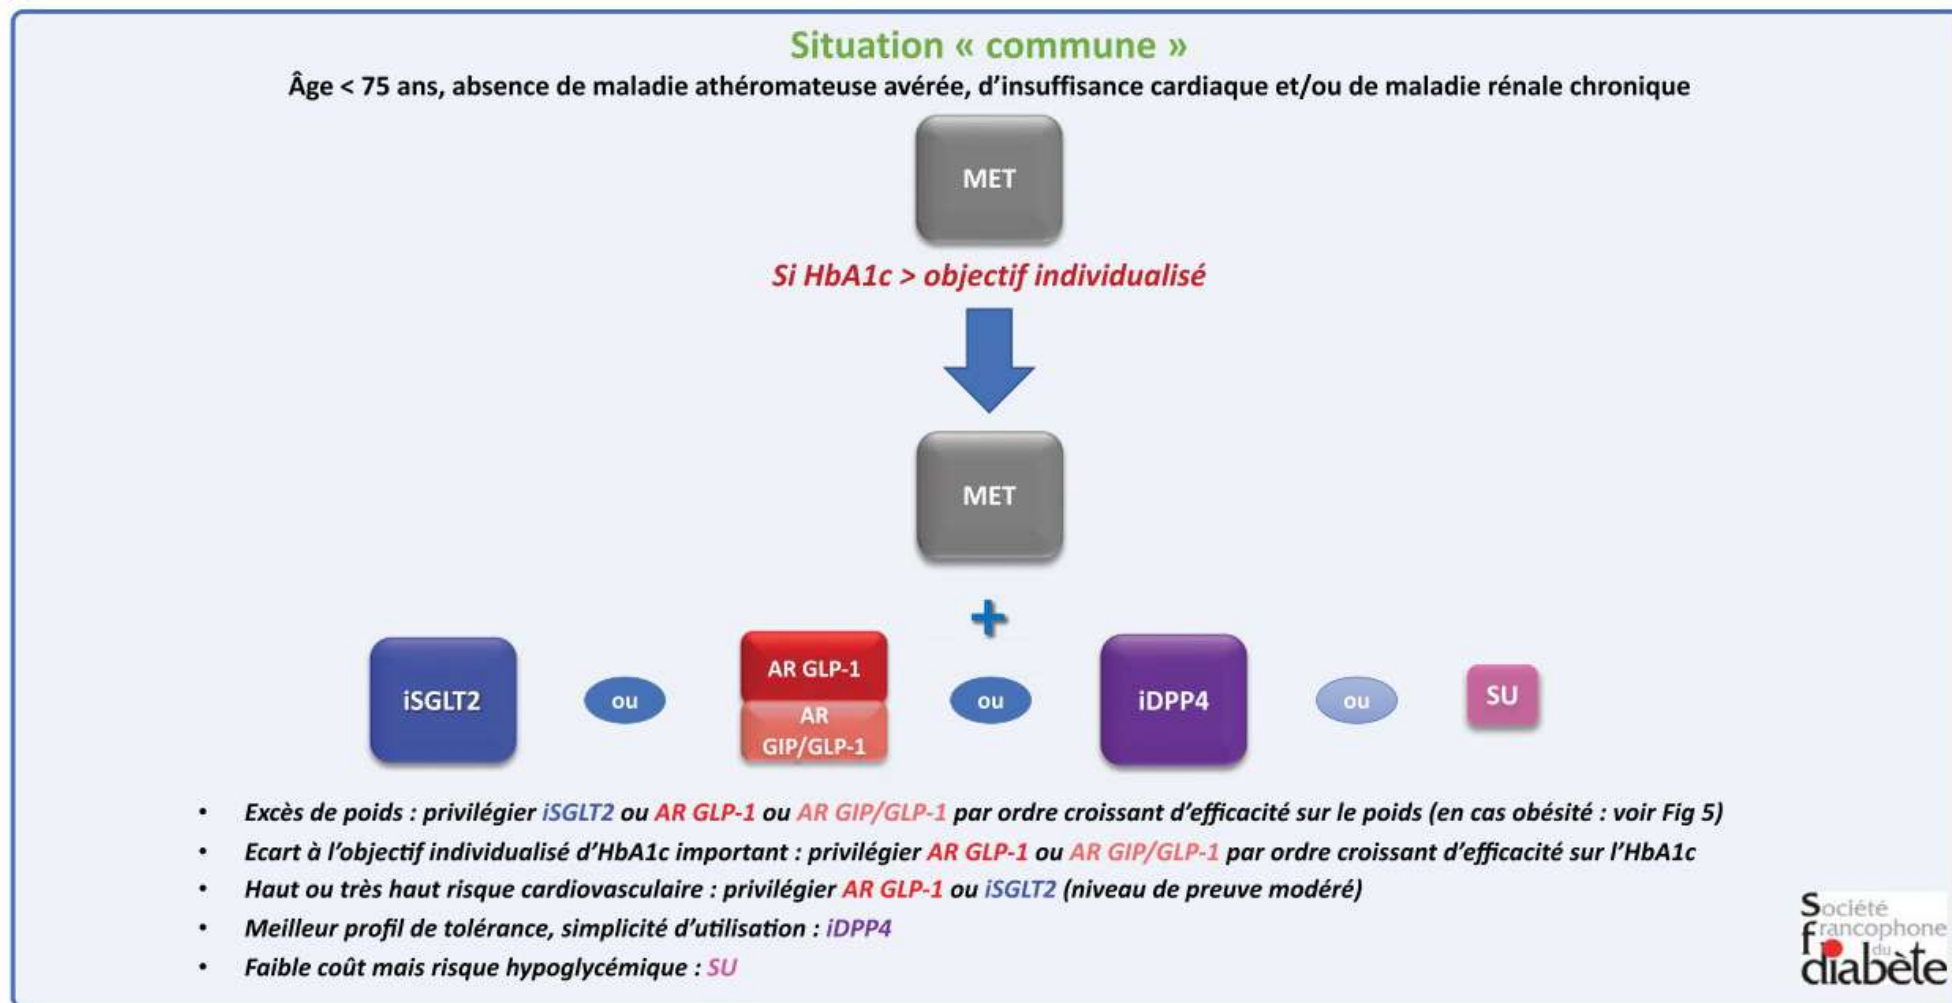 Situation « commune »
Âge < 75 ans, absence de maladie athéromateuse avérée, d’insuffisance cardiaque et/ou de maladie rénale chronique
MET
Si HbA1c > objectif individualisé
MET
+
iSGLT2
ou
AR GLP-1
AR
GIP/GLP-1
ou
iDPP4
ou
SU
• Excès de poids : privilégier iSGLT2 ou AR GLP-1 ou AR GIP/GLP-1 par ordre croissant d’efficacité sur le poids (en cas obésité : voir Fig 5)
• Ecart à l’objectif individualisé d’HbA1c important : privilégier AR GLP-1 ou AR GIP/GLP-1 par ordre croissant d’efficacité sur l’HbA1c
• Haut ou très haut risque cardiovasculaire : privilégier AR GLP-1 ou iSGLT2 (niveau de preuve modéré)
• Meilleur profil de tolérance, simplicité d’utilisation : iDPP4
• Faible coût mais risque hypoglycémique : SU
Société
francophone
du
diabète